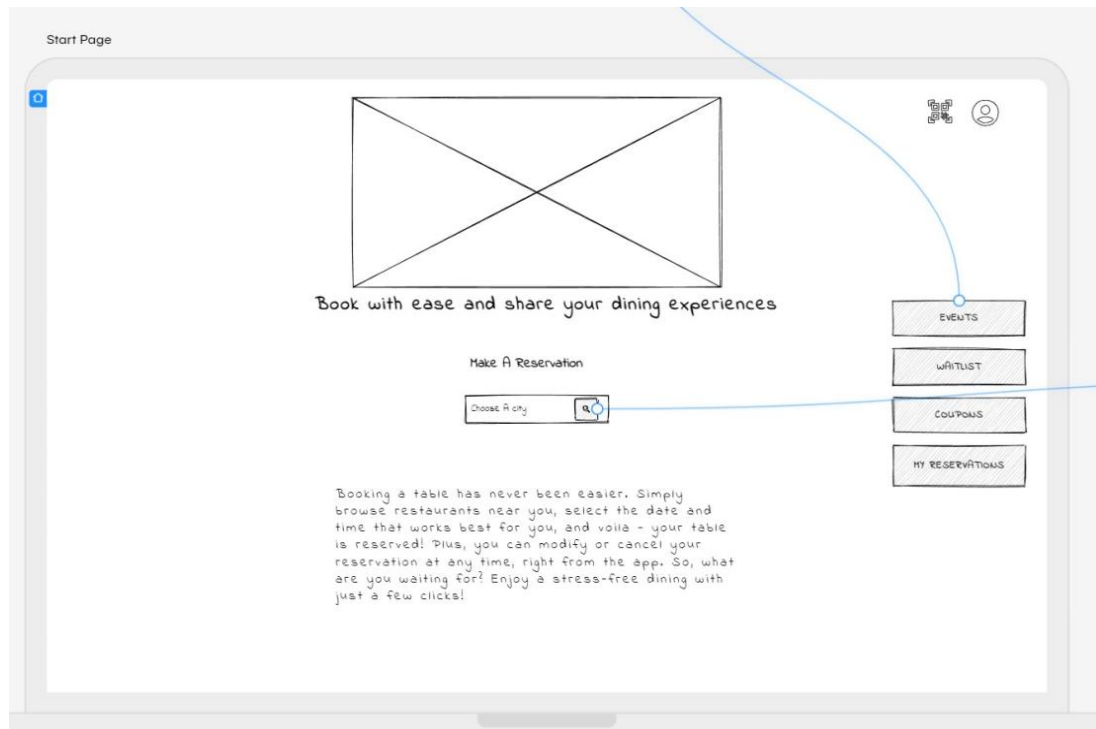 Start Page
Book with ease and share your dining experiences
EVENTS
Make A Reservation
WAITLIST
Choose A city
COUPONS
MY RESERVATIONS
Booking a table has never been easier. Simply
browse restaurants near you, select the date and
time that works best for you, and voila - your table
is reserved! Plus, you can modify or cancel your
reservation at any time, right from the app. So, what
are you waiting for? Enjoy a stress-free dining with
just a few clicks!